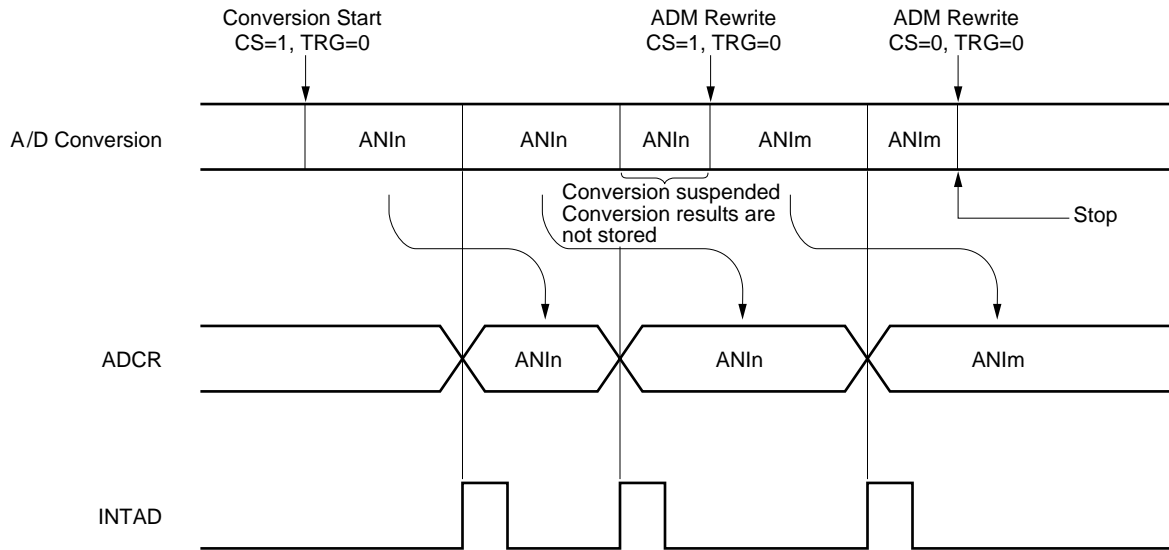 Conversion Start
CS=1, TRG=0
ADM Rewrite
CS=1, TRG=0
ADM Rewrite
CS=0, TRG=0
A/D Conversion
ANIn
ANIn
ANIn
ANIm
ANIm
Conversion suspended
Conversion results are
not stored
Stop
ADCR
ANIn
ANIn
ANIm
INTAD